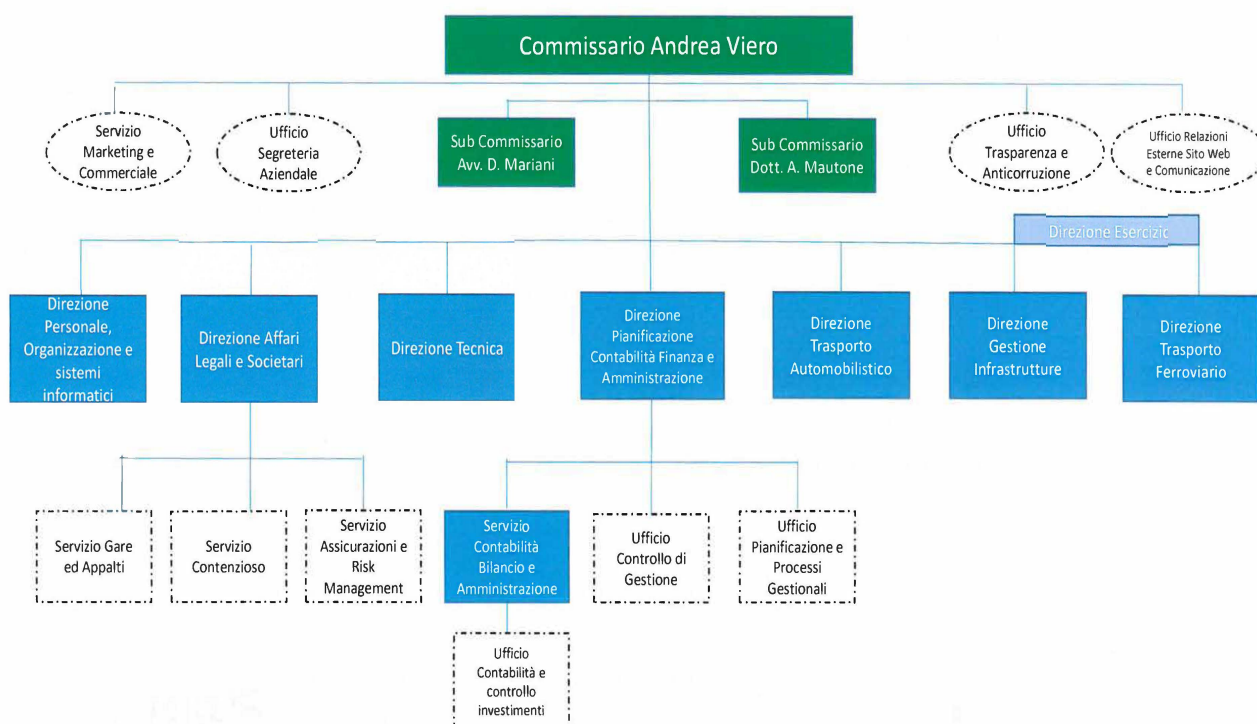 Commissario Andrea Viero
Servizio
Marketing e
Commerciale
Ufficio
Segreteria
Aziendale
Sub Commissario
Avv. D. Mariani
Sub Commissario
Dott. A. Mautone
Ufficio
Trasparenza e
Anticorruzione
Ufficio Relazioni
Esterne Sito Web
e Comunicazione
Direzione Esercizic
Direzione
Personale,
Organizzazione e
sistemi
informatici
Direzione Affari
Legali e Societari
Direzione Tecnica
Direzione
Pianificazione
Contabilità Finanza e
Amministrazione
Direzione
Trasporto
Automobilistico
Direzione
Gestione
Infrastrutture
Direzione
Trasporto
Ferroviario
Servizio Gare
ed Appalti
Servizio
Contenzioso
Servizio
Assicurazioni e
Risk
Management
Servizio
Contabilità
Bilancio e
Amministrazione
Ufficio
Controllo di
Gestione
Ufficio
Pianificazione e
Processi
Gestionali
Ufficio
Contabilità e
controllo
investimenti